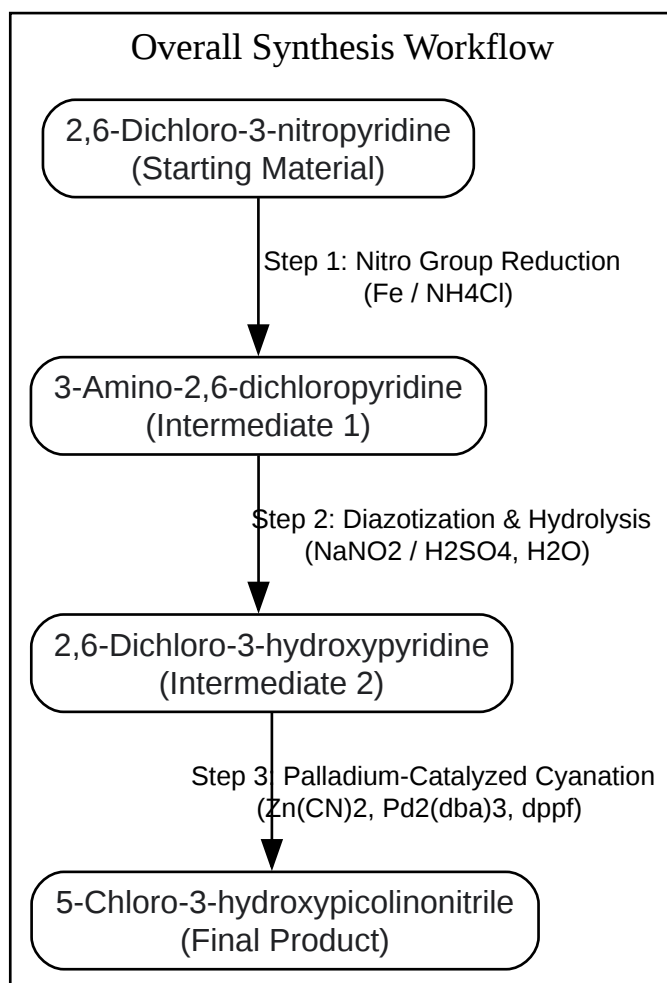 Overall Synthesis Workflow
2,6-Dichloro-3-nitropyridine
(Starting Material)
Step 1: Nitro Group Reduction
(Fe / NH4Cl)
3-Amino-2,6-dichloropyridine
(Intermediate 1)
Step 2: Diazotization & Hydrolysis
(NaNO2 / H2SO4, H2O)
2,6-Dichloro-3-hydroxypyridine
(Intermediate 2)
Step 3: Palladium-Catalyzed Cyanation
(Zn(CN)2, Pd2(dba)3, dppf)
5-Chloro-3-hydroxypicolinonitrile
(Final Product)